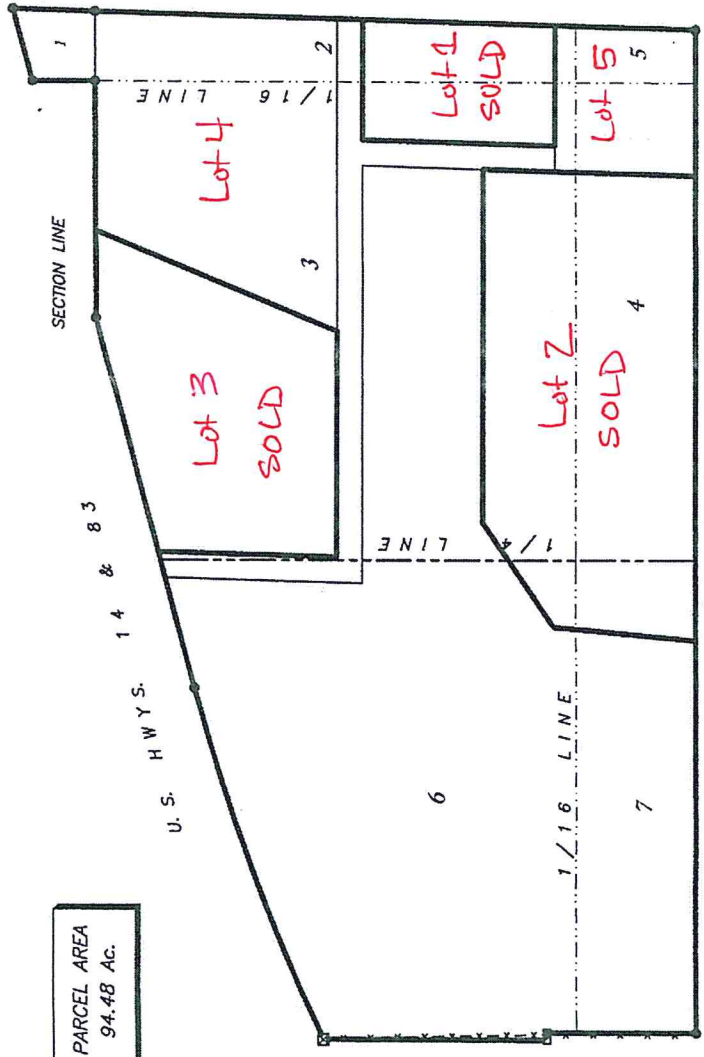 SECTION LINE
U. S. HWYS. 14 & 83
PARCEL AREA
94.48 Ac.
1
2
1/16 LINE
Lot 4
3
Lot 3
SOLD
Lot 1
SOLD
5
Lot 5
4
Lot 2
SOLD
1/4 LINE
6
1/16 LINE
7